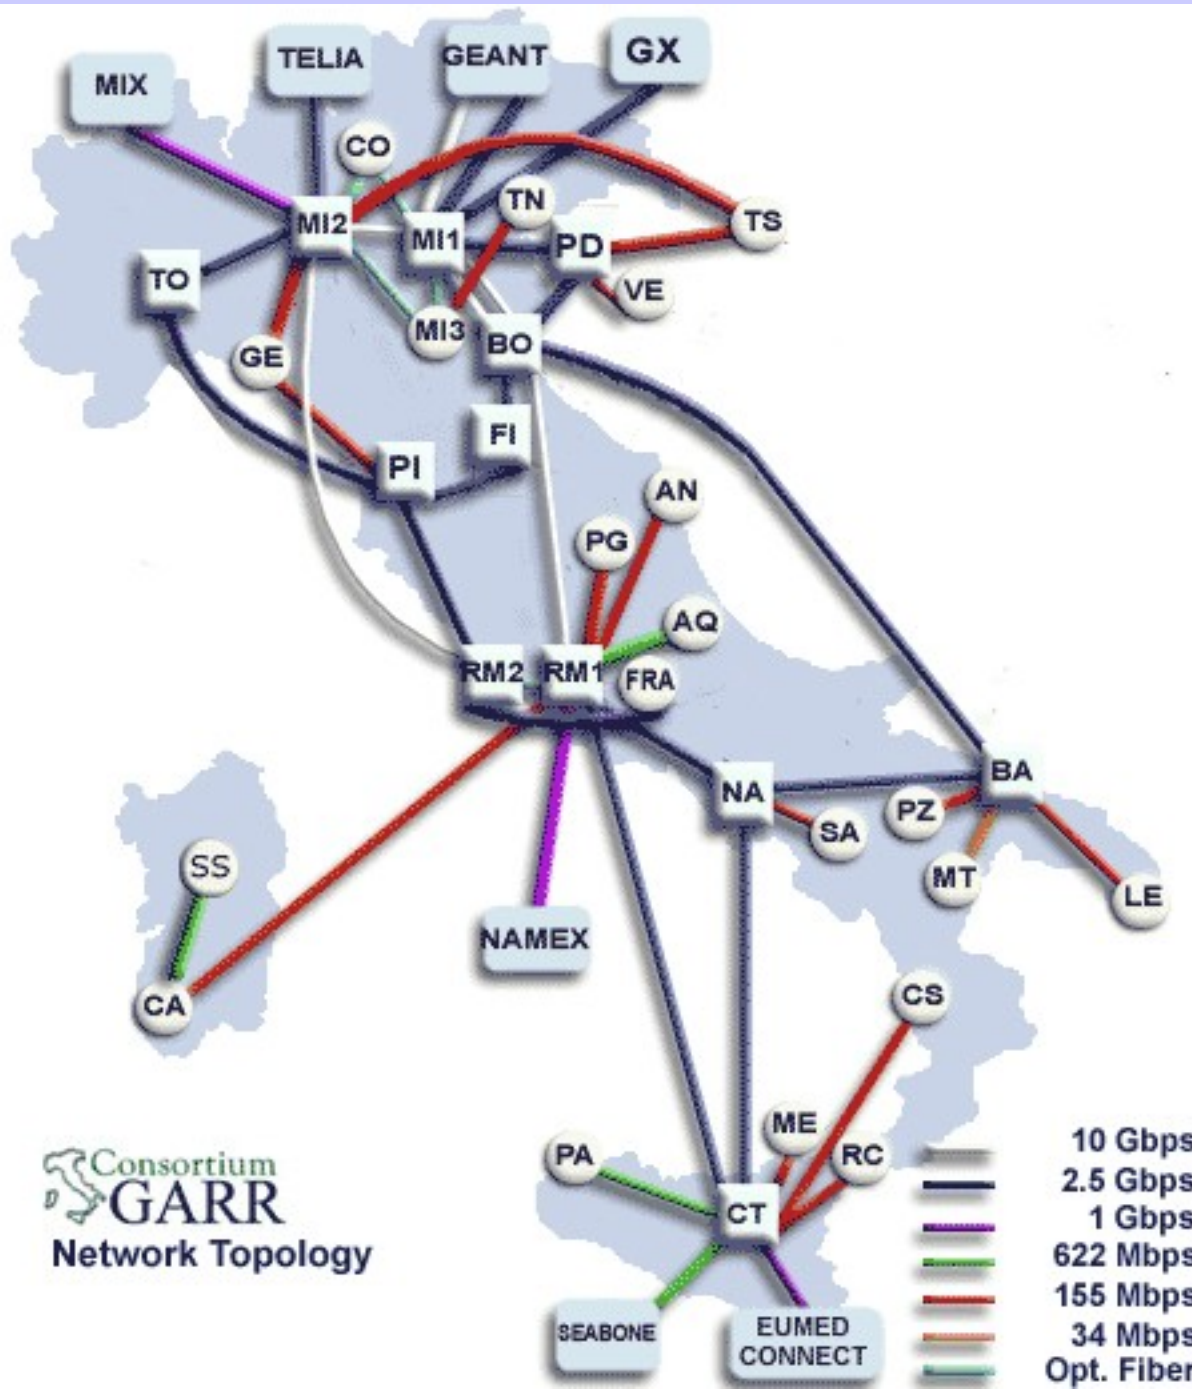 MIX
TELIA
GEANT
GX
CO
TN
TS
MI2
MI1
PD
TO
VE
MI3
BO
GE
FI
PI
AN
PG
AQ
RM2
RM1
FRA
NA
BA
PZ
SA
MT
LE
SS
NAMEX
CA
CS
ME
PA
RC
CT
SEABONE
EUMED
CONNECT
Consortium
GARR
Network Topology
10 Gbps
2.5 Gbps
1 Gbps
622 Mbps
155 Mbps
34 Mbps
Opt. Fiber